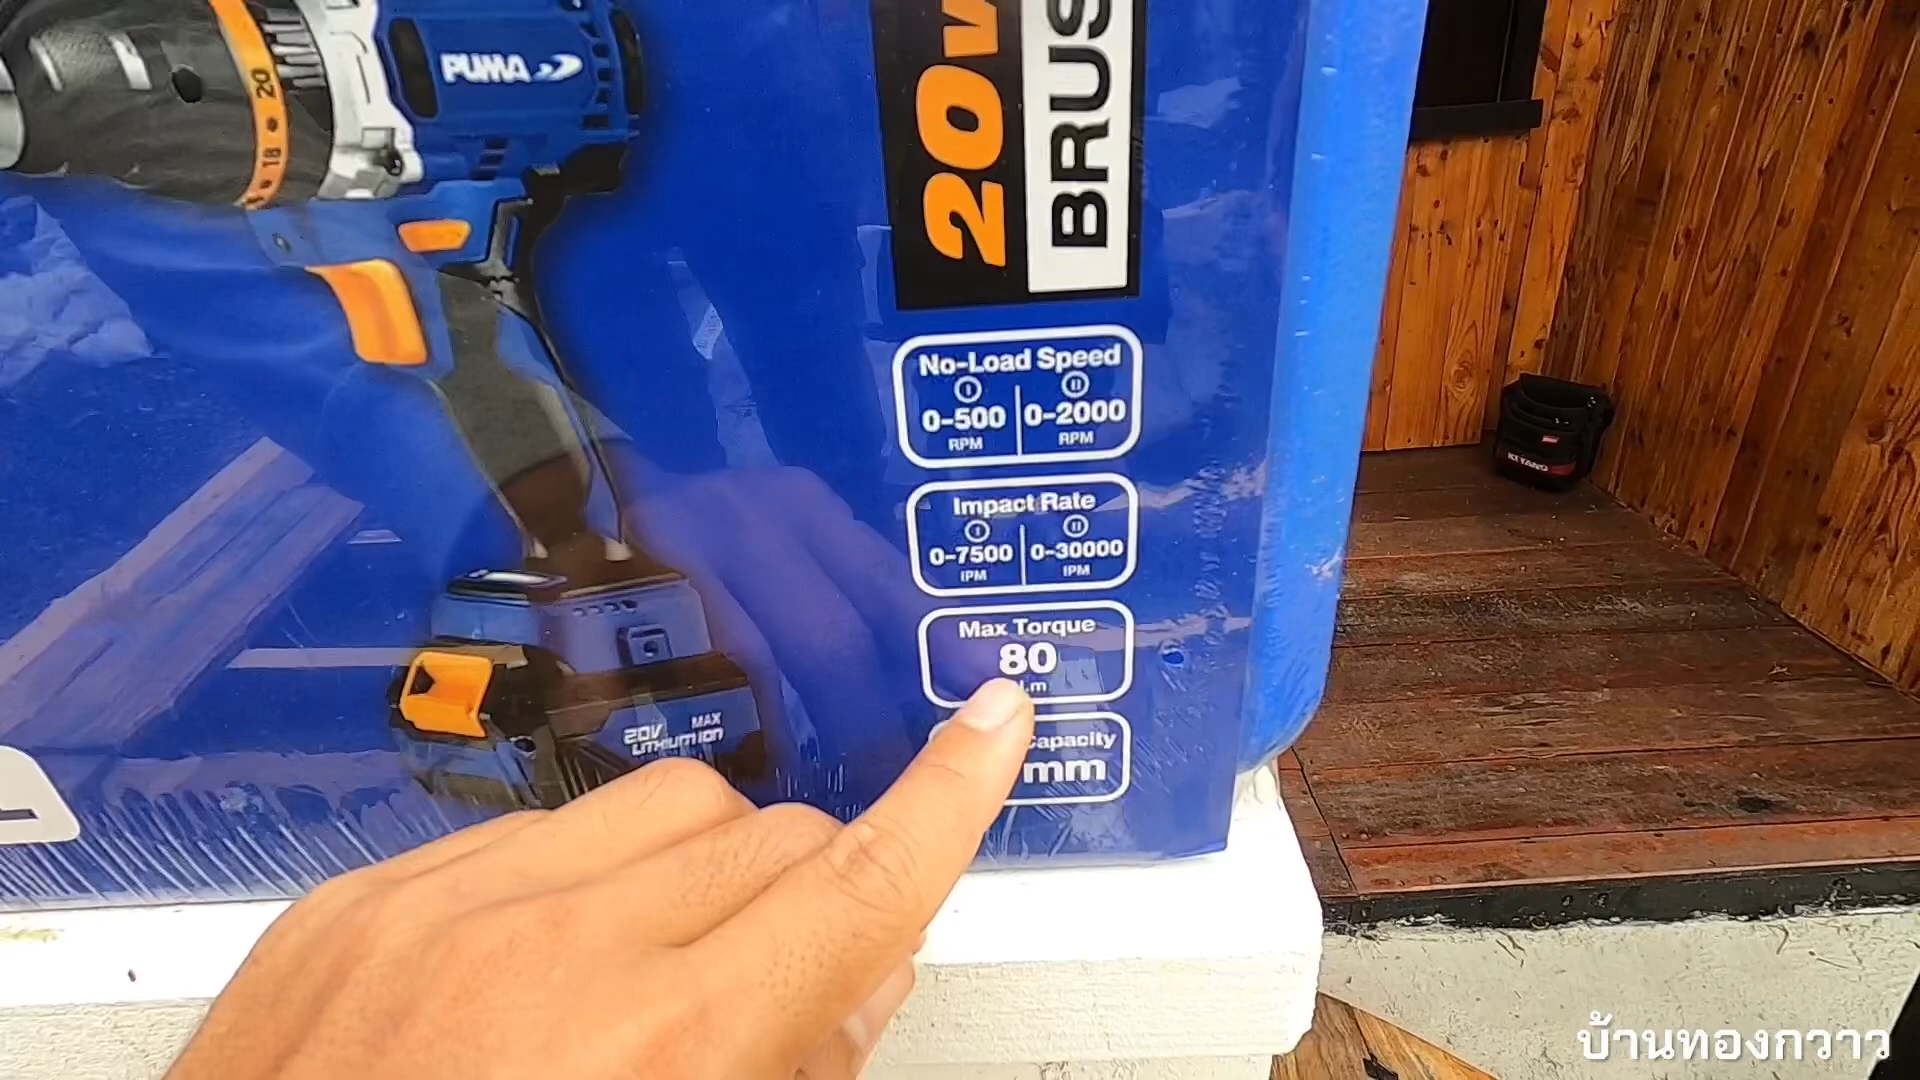 PUMA
20
18
20V
BRUS
No-Load Speed
I
II
0-500
0-2000
RPM
RPM
Impact Rate
I
II
0-7500
0-30000
IPM
IPM
Max Torque
80
.m
apacity
mm
20V MAX
LITHIUM ION
KIYANO
บ้านทองกวาว